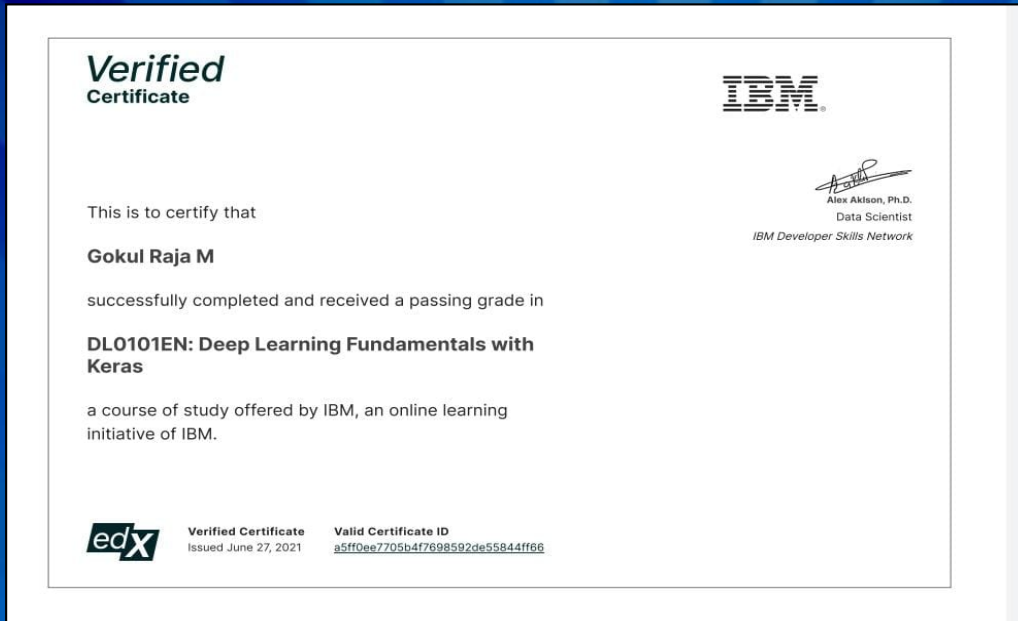 Verified
Certificate
IBM®
Alex Aklson, Ph.D.
Data Scientist
IBM Developer Skills Network
This is to certify that
Gokul Raja M
successfully completed and received a passing grade in
DL0101EN: Deep Learning Fundamentals with
Keras
a course of study offered by IBM, an online learning
initiative of IBM.
edX
Verified Certificate
Issued June 27, 2021
Valid Certificate ID
a5ff0ee7705b4f7698592de55844ff66